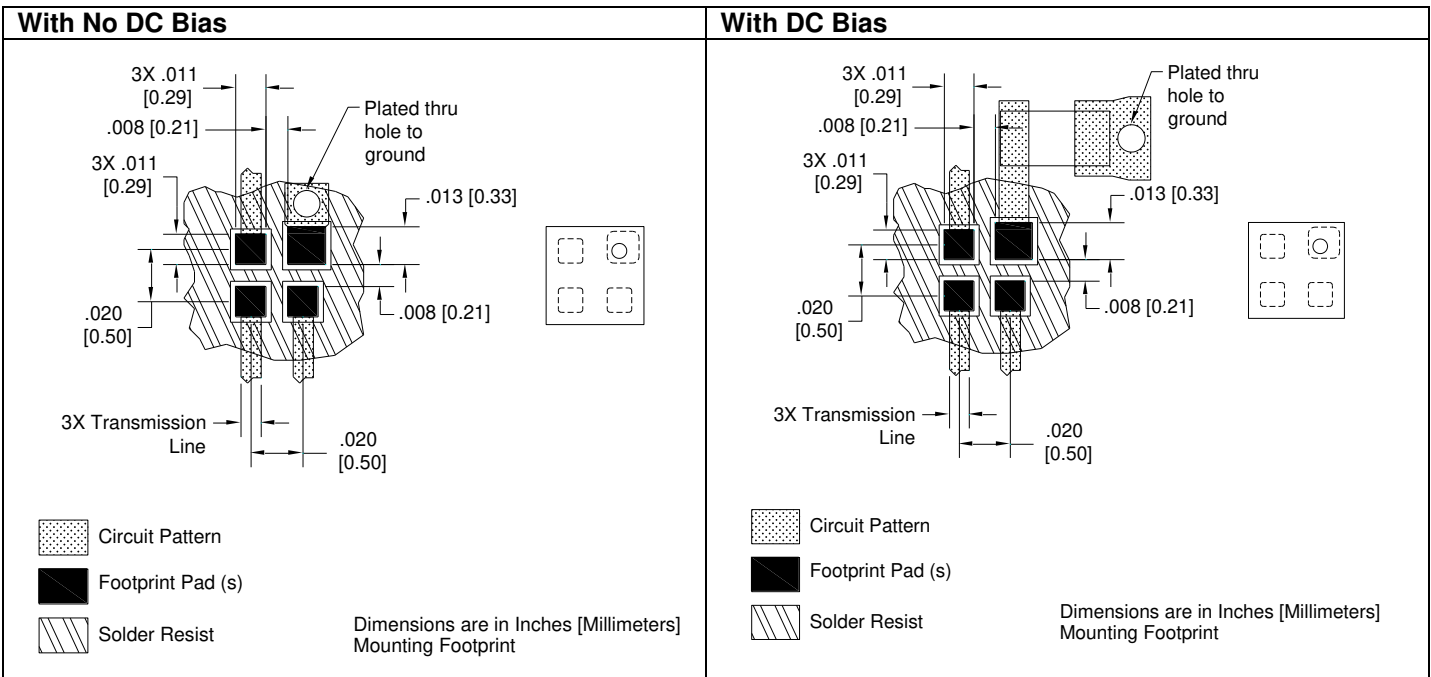 With No DC Bias
3X .011
[0.29]
.008 [0.21]
3X .011
[0.29]
Plated thru
hole to
ground
.013 [0.33]
.020
[0.50]
.008 [0.21]
3X Transmission
Line
.020
[0.50]
Circuit Pattern
Footprint Pad (s)
Solder Resist
Dimensions are in Inches [Millimeters]
Mounting Footprint
With DC Bias
3X .011
[0.29]
.008 [0.21]
3X .011
[0.29]
Plated thru
hole to
ground
.013 [0.33]
.020
[0.50]
.008 [0.21]
3X Transmission
Line
.020
[0.50]
Circuit Pattern
Footprint Pad (s)
Solder Resist
Dimensions are in Inches [Millimeters]
Mounting Footprint